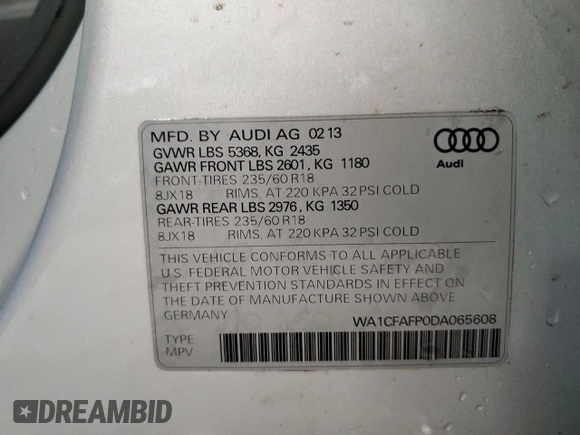 MFD. BY AUDI AG 02 13
GVWR LBS 5368, KG 2435
GAWR FRONT LBS 2601, KG 1180
FRONT-TIRES 235/60 R18
8JX18 RIMS, AT 220 KPA 32 PSI COLD
GAWR REAR LBS 2976, KG 1350
REAR-TIRES 235/60 R18
8JX18 RIMS, AT 220 KPA 32 PSI COLD
Audi
THIS VEHICLE CONFORMS TO ALL APPLICABLE
U.S. FEDERAL MOTOR VEHICLE SAFETY AND
THEFT PREVENTION STANDARDS IN EFFECT ON
THE DATE OF MANUFACTURE SHOWN ABOVE.
GERMANY
WA1CFAFP0DA065608
TYPE
MPV
DREAMBID